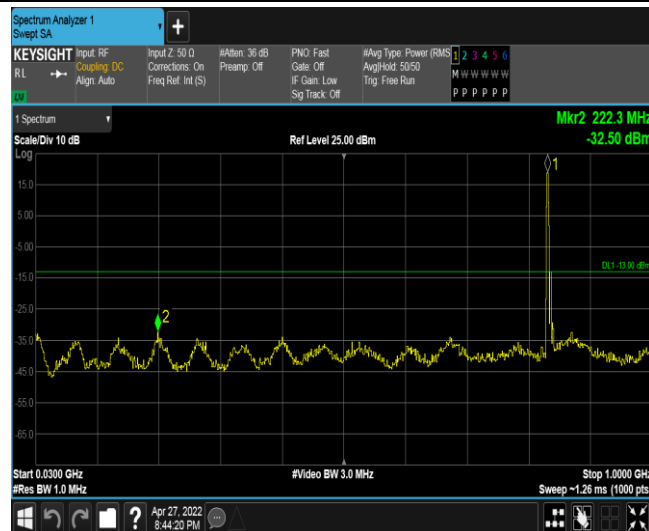 Spectrum Analyzer 1
Swept SA
+
KEYSIGHT
RL
Input: RF
Coupling: DC
Align: Auto
Input Z: 50 Ω
Corrections: On
Freq Ref: Int (S)
#Atten: 36 dB
Preamp: Off
PNO: Fast
Gate: Off
IF Gain: Low
Sig Track: Off
#Avg Type: Power (RMS
Avg|Hold: 50/50
Trig: Free Run
1 2 3 4 5 6
M W W W W W
P P P P P P
1 Spectrum
Scale/Div 10 dB
Ref Level 25.00 dBm
Mkr2 222.3 MHz
-32.50 dBm
Log
1
15.0
5.00
-5.00
DL1 -13.00 dBm
-15.0
-25.0
2
-35.0
-45.0
-55.0
-65.0
Start 0.0300 GHz
#Res BW 1.0 MHz
#Video BW 3.0 MHz
Stop 1.0000 GHz
Sweep ~1.26 ms (1000 pts
?
Apr 27, 2022
8:44:20 PM